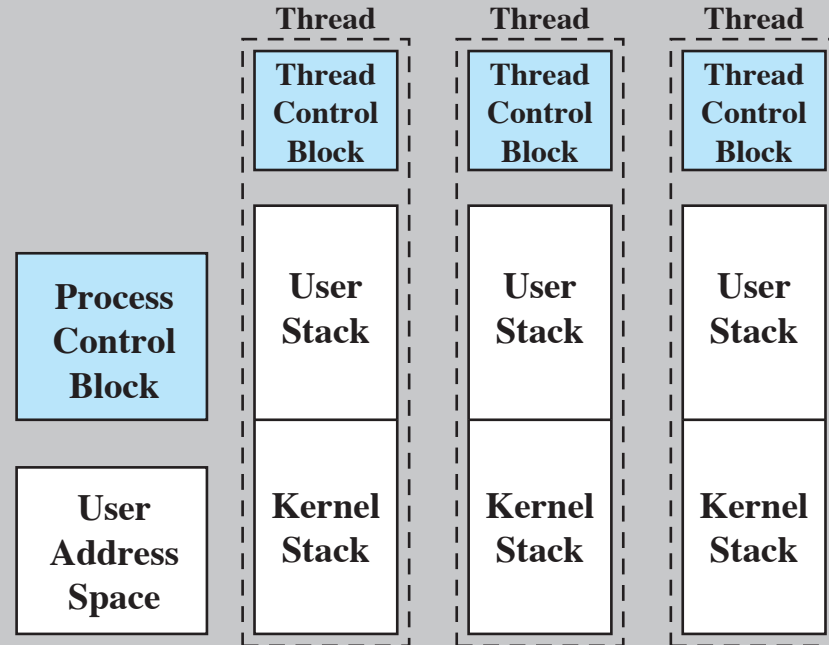 Thread
Thread
Control
Block
User
Stack
Kernel
Stack
Thread
Thread
Control
Block
User
Stack
Kernel
Stack
Thread
Thread
Control
Block
User
Stack
Kernel
Stack
Process
Control
Block
User
Address
Space